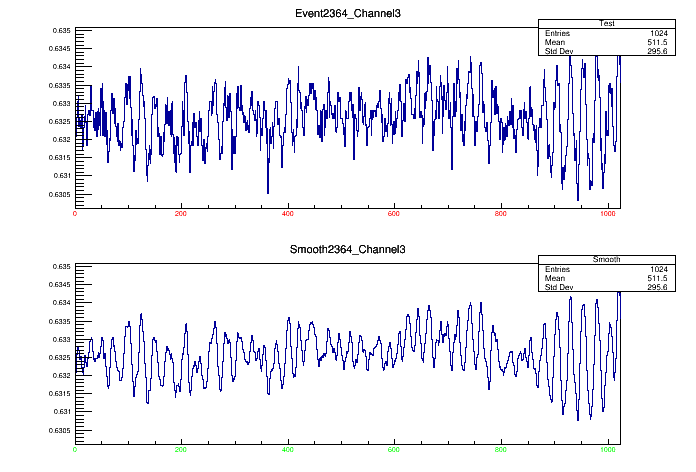 Event2364_Channel3
Test
Entries 1024
Mean 511.5
Std Dev 295.6
0.635
0.6345
0.634
0.6335
0.633
0.6325
0.632
0.6315
0.631
0.6305
0 200 400 600 800 1000
Smooth2364_Channel3
Smooth
Entries 1024
Mean 511.5
Std Dev 295.6
0.635
0.6345
0.634
0.6335
0.633
0.6325
0.632
0.6315
0.631
0.6305
0 200 400 600 800 1000